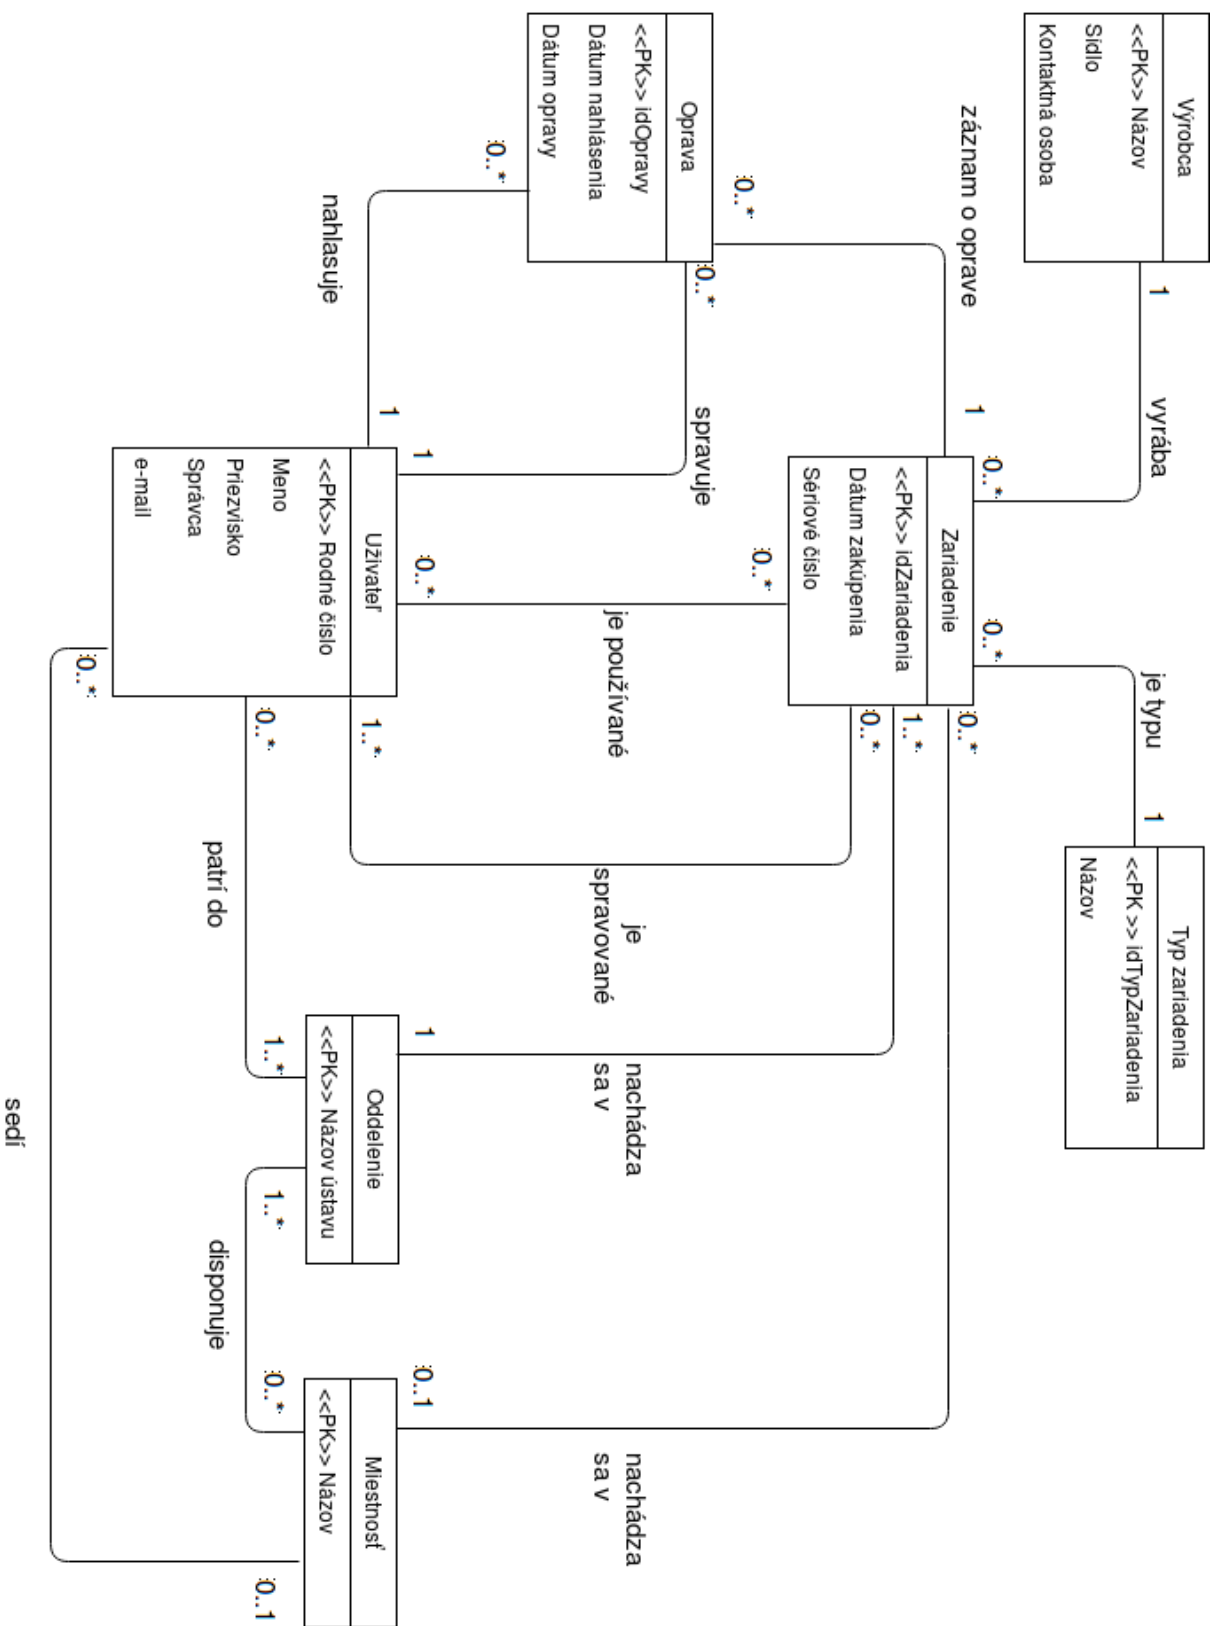 Výrobca
<<PK>> Názov
Sídlo
Kontaktná osoba
1
vyrába
0..*
Typ zariadenia
<<PK >> idTypZariadenia
Názov
1
je typu
0..*
záznam o oprave
0..*
1
Zariadenie
<<PK>> idZariadenia
Dátum zakúpenia
Sériové číslo
0..*
1..*
0..*
0..*
Oprava
<<PK>> idOpravy
Dátum nahlásenia
Dátum opravy
0..*
spravuje
1
0..*
nahlasuje
1
je používané
0..*
je
spravované
1..*
nachádza
sa v
1
nachádza
sa v
0..1
Užívateľ
<<PK>> Rodné číslo
Meno
Priezvisko
Správca
e-mail
Oddelenie
<<PK>> Názov ústavu
Miestnosť
<<PK>> Názov
0..*
patrí do
1..*
1..*
disponuje
0..*
0..*
sedí
0..1